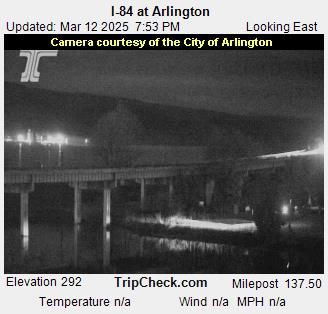 I-84 at Arlington
Updated: Mar 12 2025 7:53 PM Looking East
Camera courtesy of the City of Arlington
Elevation 292 TripCheck.com Milepost 137.50
Temperature n/a Wind n/a MPH n/a